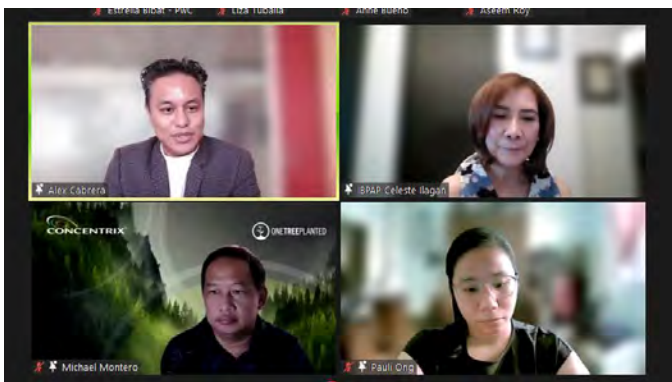 Estrella Bibat - PwC Liza Tubalia Anne Bueno Aseem Roy
Alex Cabrera
IBPAP Celeste Ilagan
CONCENTRIX
ONETREEPLANTED
Michael Montero
Pauli Ong